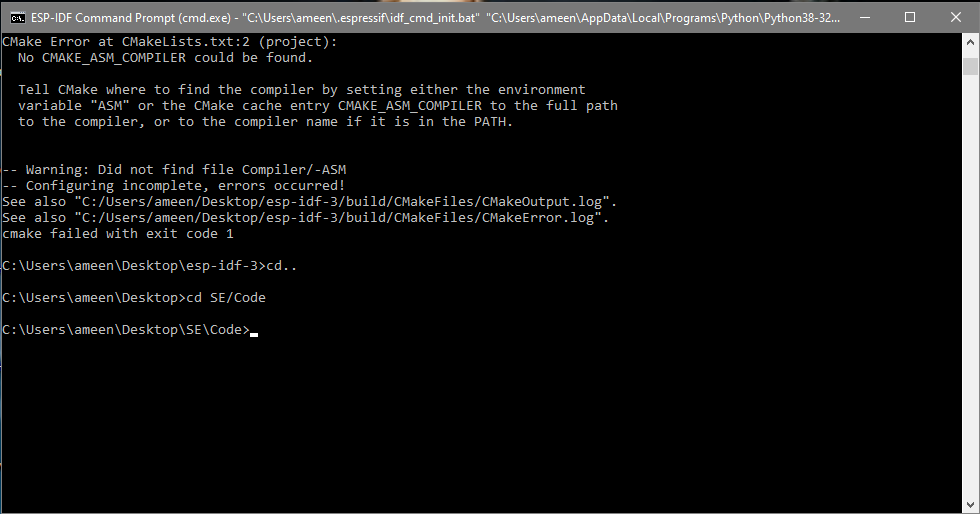 ESP-IDF Command Prompt (cmd.exe) - "C:\Users\ameen\.espressif\idf_cmd_init.bat" "C:\Users\ameen\AppData\Local\Programs\Python\Python38-32...
CMake Error at CMakeLists.txt:2 (project):
No CMAKE_ASM_COMPILER could be found.
Tell CMake where to find the compiler by setting either the environment
variable "ASM" or the CMake cache entry CMAKE_ASM_COMPILER to the full path
to the compiler, or to the compiler name if it is in the PATH.
-- Warning: Did not find file Compiler/-ASM
-- Configuring incomplete, errors occurred!
See also "C:/Users/ameen/Desktop/esp-idf-3/build/CMakeFiles/CMakeOutput.log".
See also "C:/Users/ameen/Desktop/esp-idf-3/build/CMakeFiles/CMakeError.log".
cmake failed with exit code 1
C:\Users\ameen\Desktop\esp-idf-3>cd..
C:\Users\ameen\Desktop>cd SE/Code
C:\Users\ameen\Desktop\SE\Code>